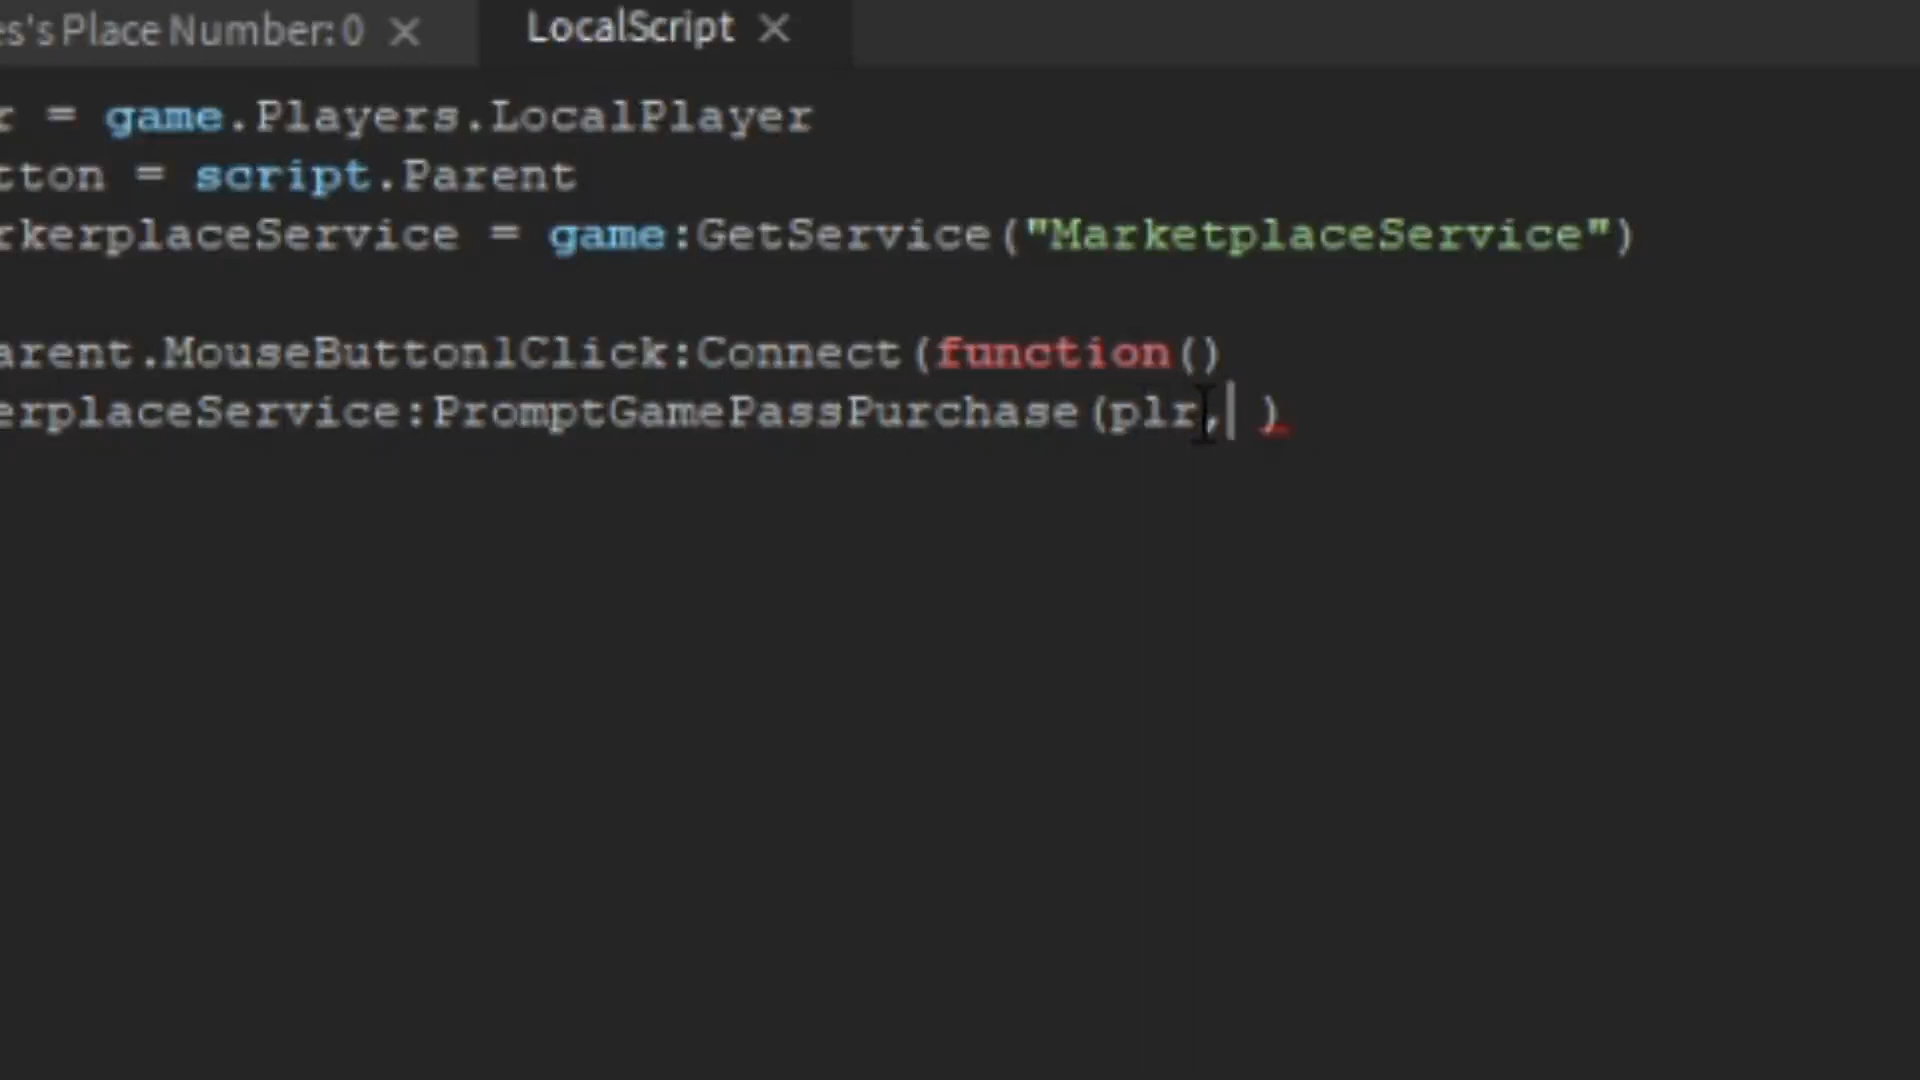 es's Place Number: 0 × LocalScript ×
r = game.Players.LocalPlayer
tton = script.Parent
rkerplaceService = game:GetService("MarketplaceService")
arent.MouseButton1Click:Connect(function()
erplaceService:PromptGamePassPurchase(plr, )